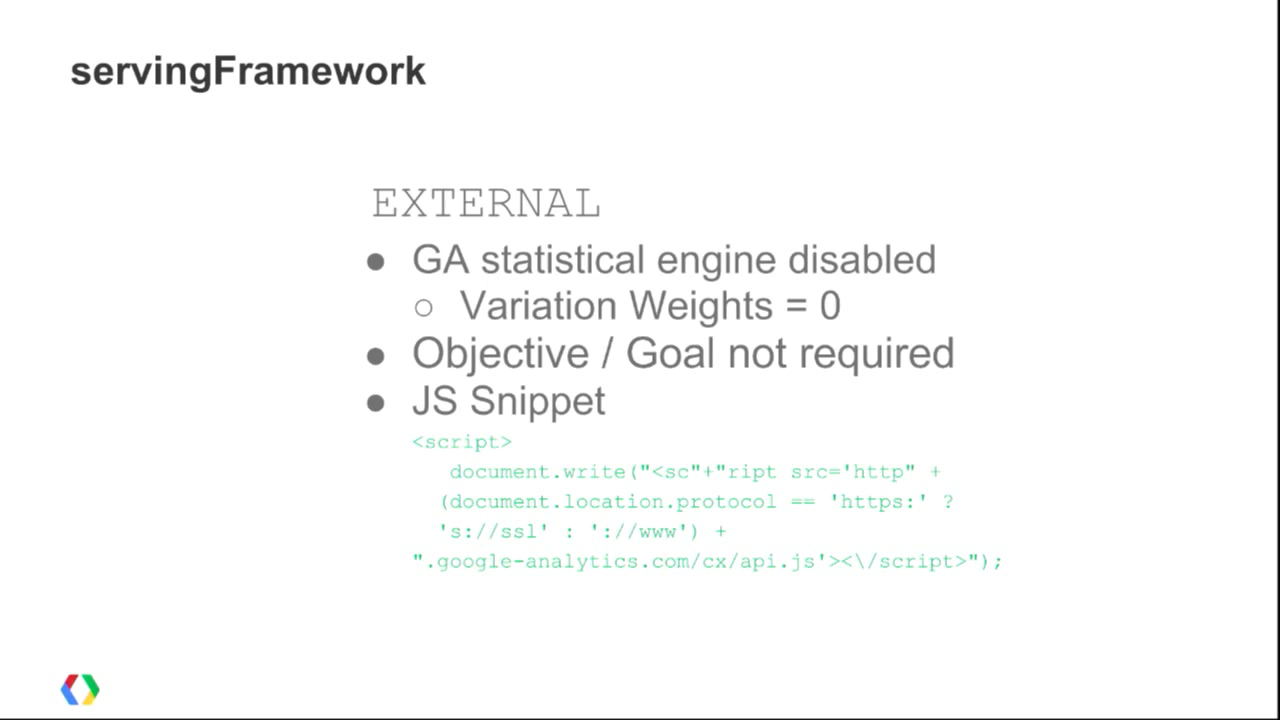 servingFramework
EXTERNAL
● GA statistical engine disabled
○ Variation Weights = 0
● Objective / Goal not required
● JS Snippet
<script>
document.write("<sc"+"ript src='http" +
(document.location.protocol == 'https:' ?
's://ssl' : '://www') +
".google-analytics.com/cx/api.js'><\/script>");